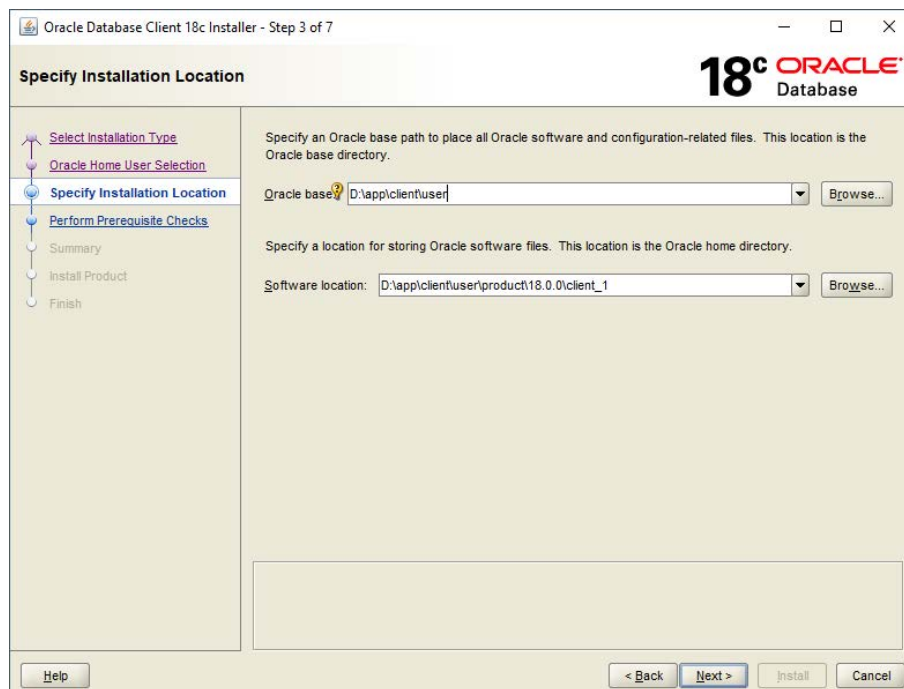 Oracle Database Client 18c Installer - Step 3 of 7
Specify Installation Location
18c ORACLE
Database
Select Installation Type
Oracle Home User Selection
Specify Installation Location
Perform Prerequisite Checks
Summary
Install Product
Finish
Specify an Oracle base path to place all Oracle software and configuration-related files. This location is the
Oracle base directory.
Oracle base: D:\app\client\user
Browse...
Specify a location for storing Oracle software files. This location is the Oracle home directory.
Software location: D:\app\client\user\product\18.0.0\client_1
Browse...
Help
< Back
Next >
Install
Cancel